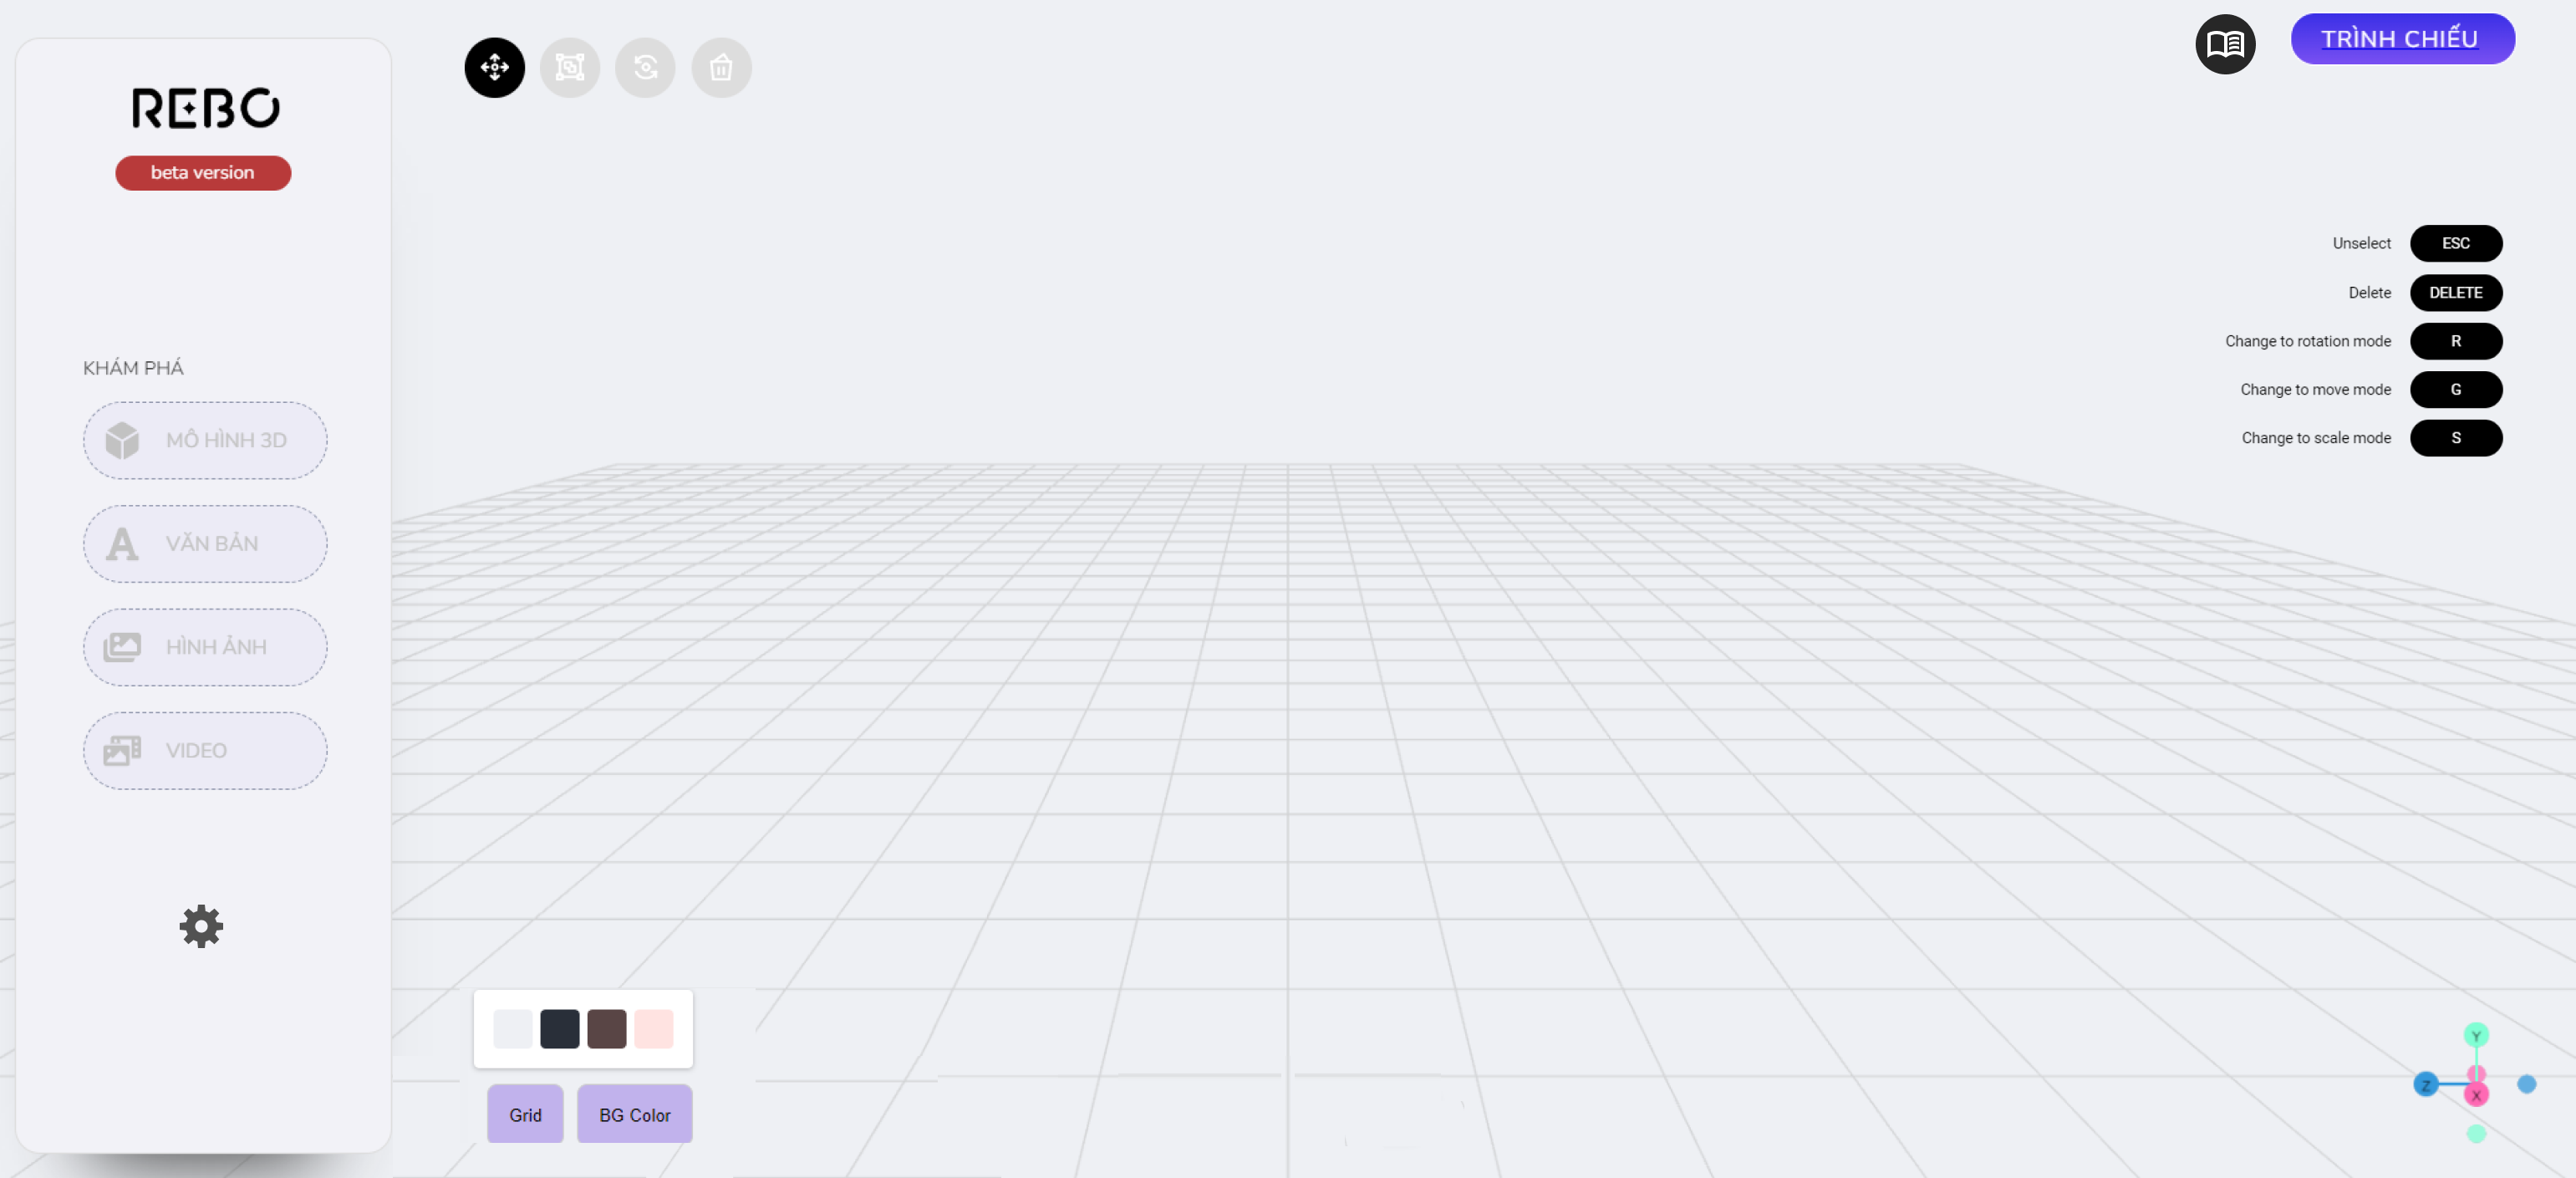 REBO
beta version
KHÁM PHÁ
MÔ HÌNH 3D
VĂN BẢN
HÌNH ẢNH
VIDEO
TRÌNH CHIẾU
Unselect ESC
Delete DELETE
Change to rotation mode R
Change to move mode G
Change to scale mode S
Grid BG Color
Y
Z
X